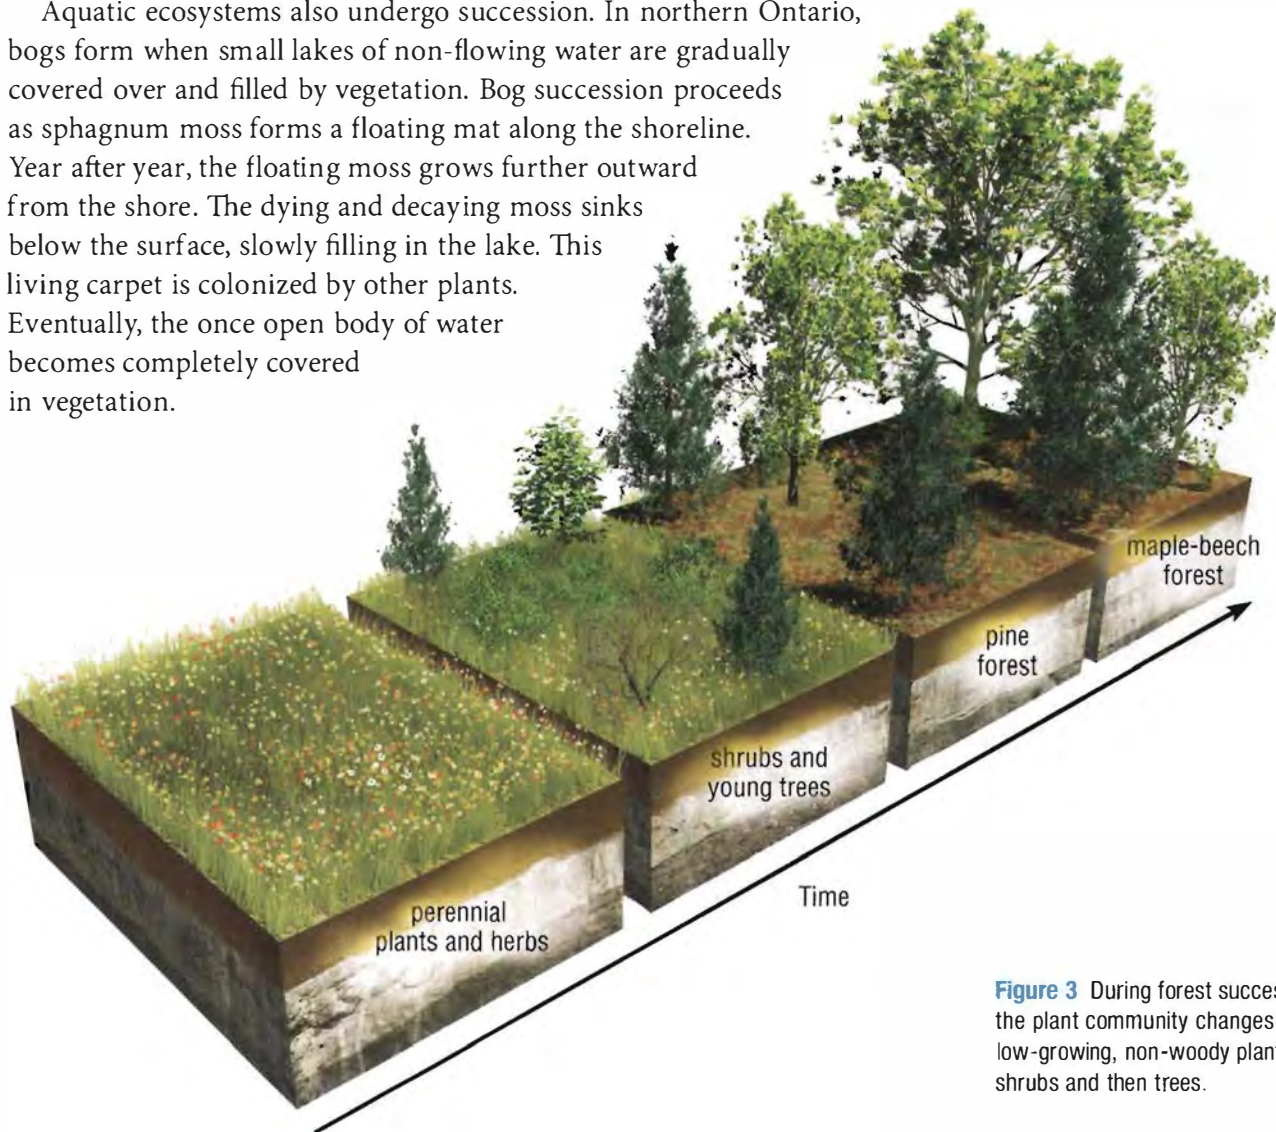 Aquatic ecosystems also undergo succession. In northern Ontario,
bogs form when small lakes of non-flowing water are gradually
covered over and filled by vegetation. Bog succession proceeds
as sphagnum moss forms a floating mat along the shoreline.
Year after year, the floating moss grows further outward
from the shore. The dying and decaying moss sinks
below the surface, slowly filling in the lake. This
living carpet is colonized by other plants.
Eventually, the once open body of water
becomes completely covered
in vegetation.
maple-beech
forest
pine
forest
shrubs and
young trees
perennial
plants and herbs
Time
Figure 3 During forest succes
the plant community changes
low-growing, non-woody plant
shrubs and then trees.